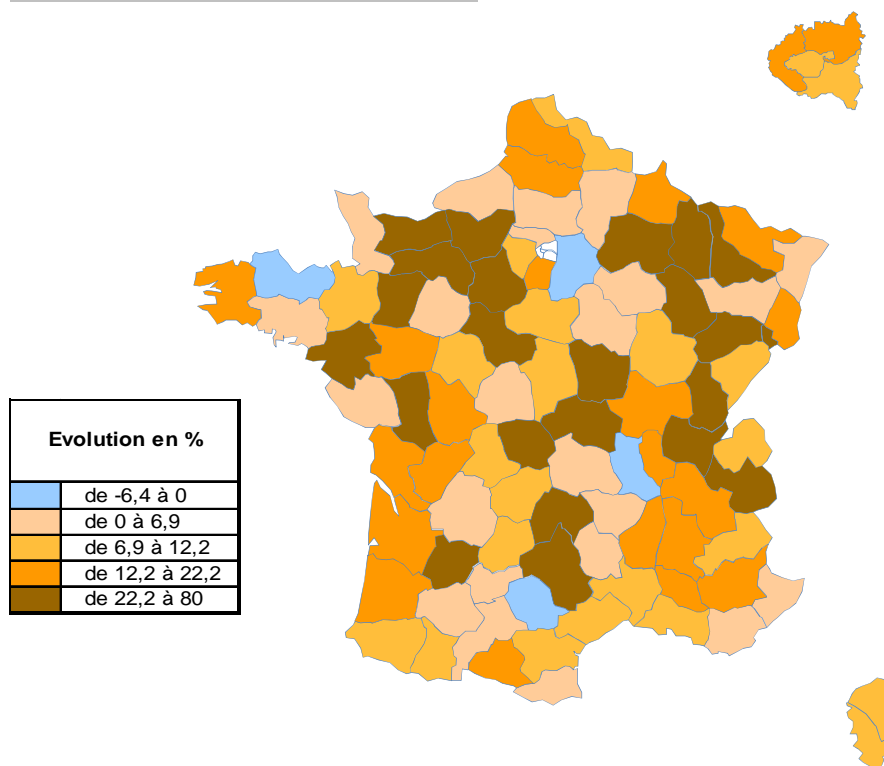 Evolution en %
de -6,4 à 0
de 0 à 6,9
de 6,9 à 12,2
de 12,2 à 22,2
de 22,2 à 80